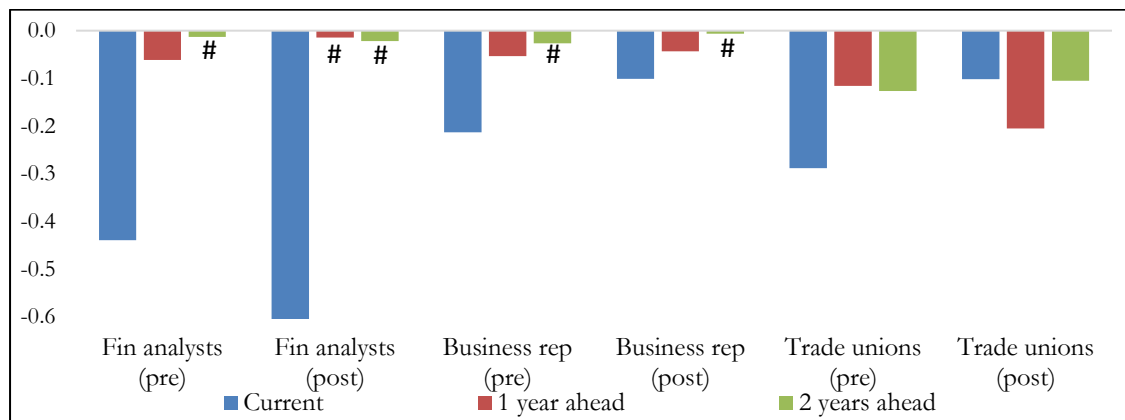 0.0
-0.1
-0.2
-0.3
-0.4
-0.5
-0.6
# # # # #
Fin analysts (pre)
Fin analysts (post)
Business rep (pre)
Business rep (post)
Trade unions (pre)
Trade unions (post)
Current
1 year ahead
2 years ahead